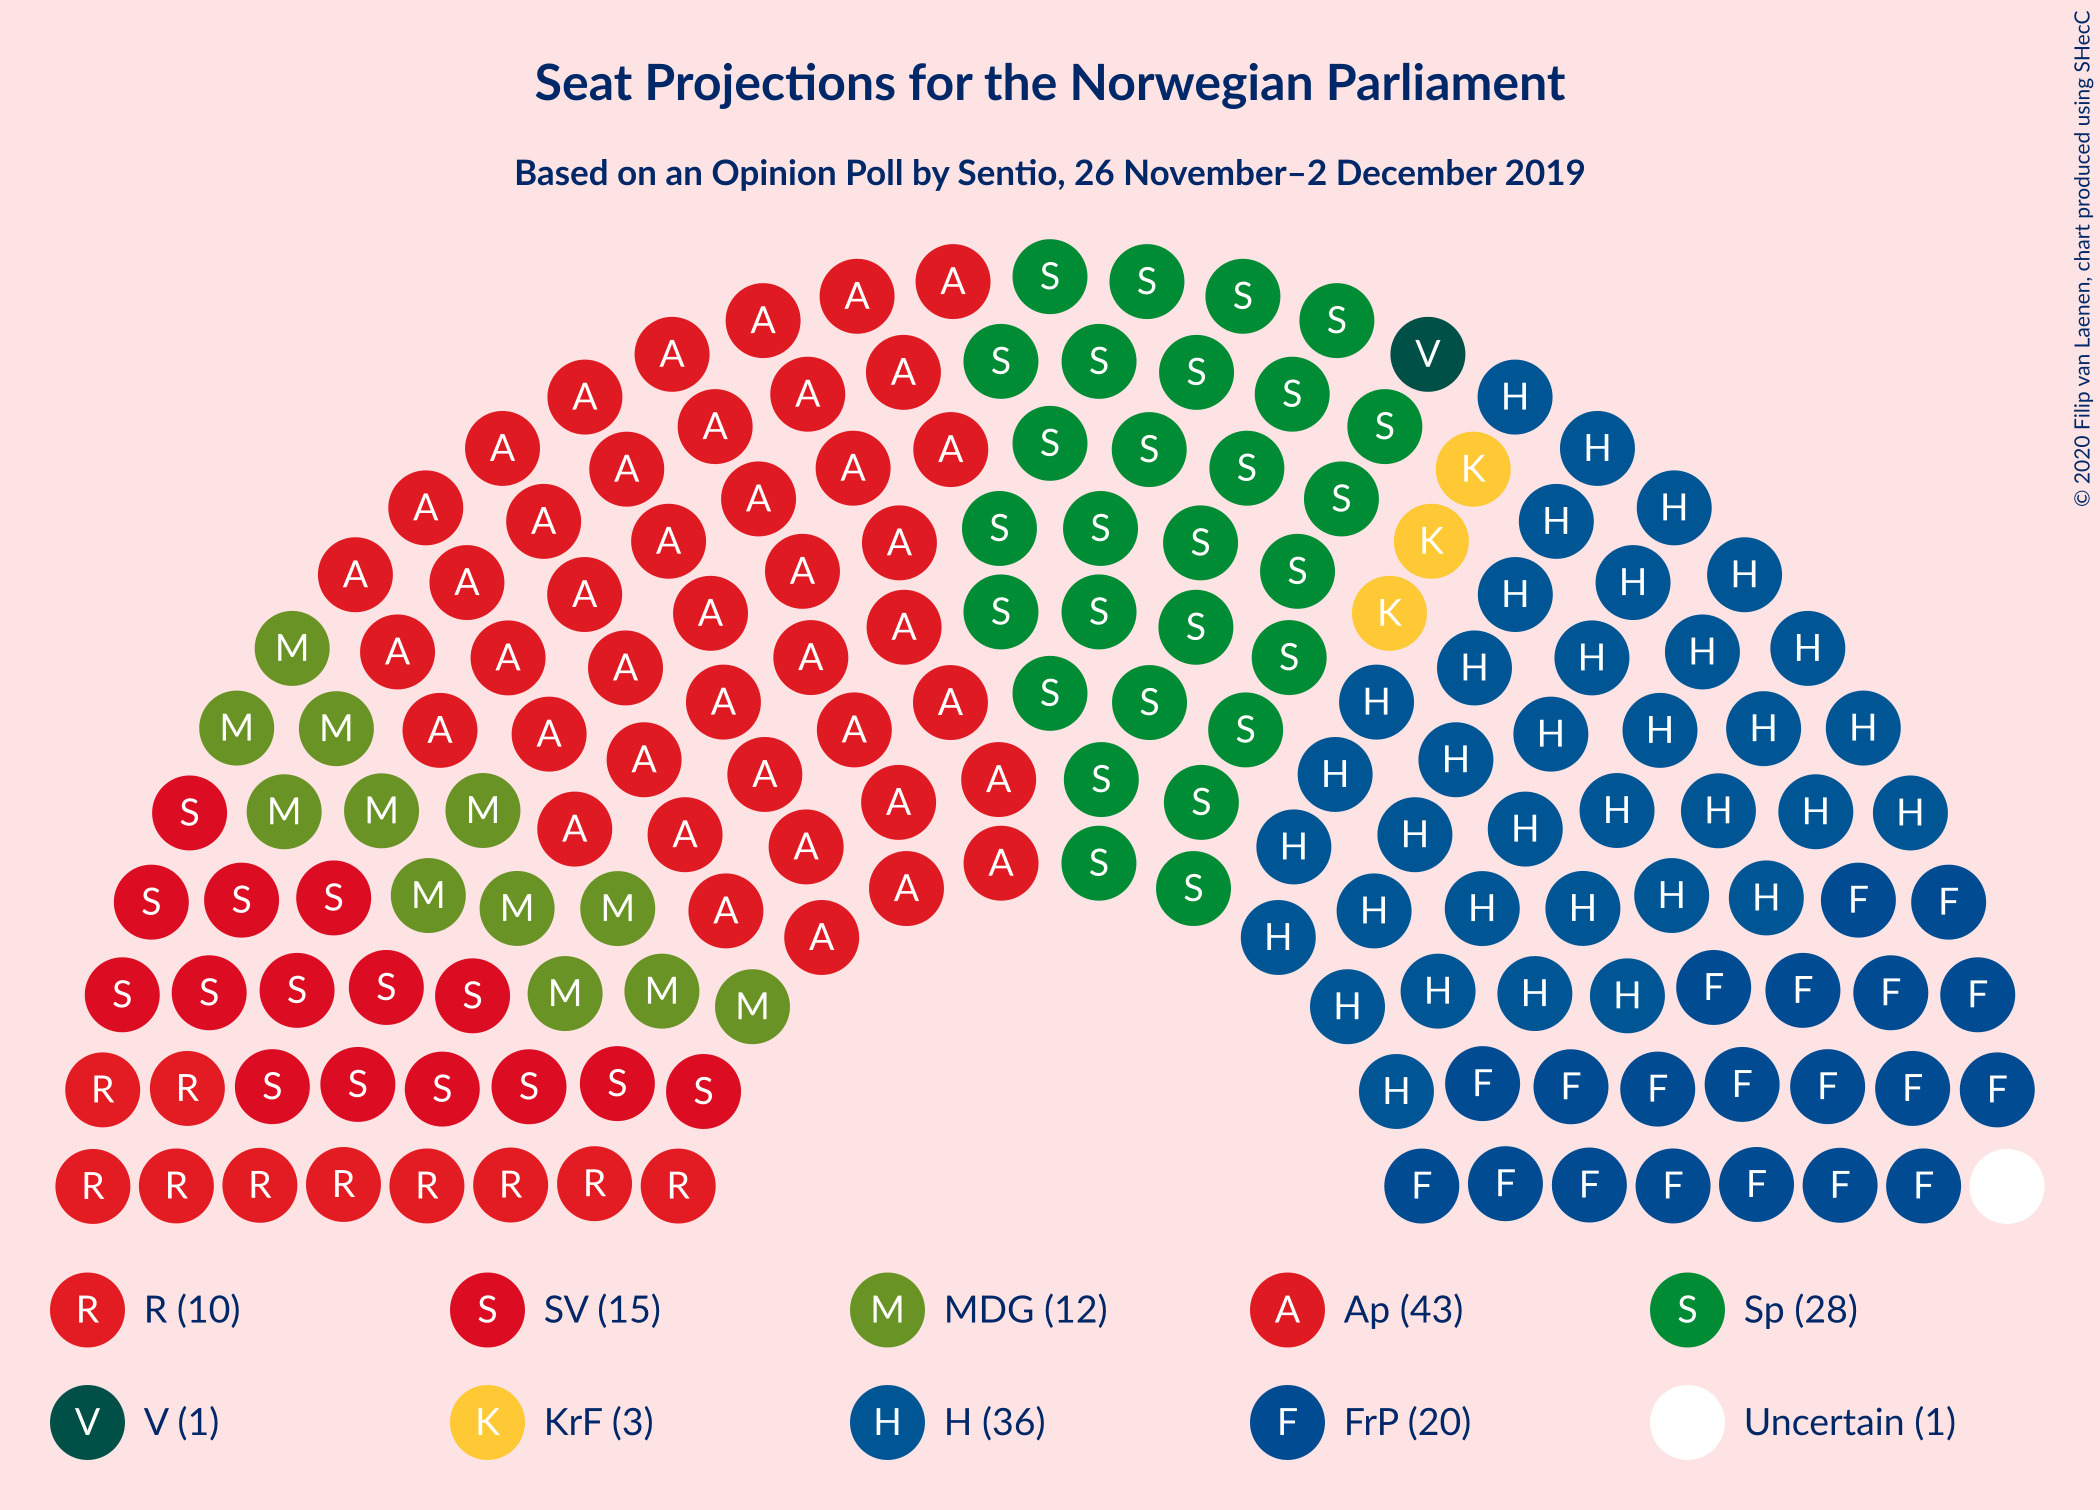 Seat Projections for the Norwegian Parliament
Based on an Opinion Poll by Sentio, 26 November–2 December 2019
© 2020 Filip van Laenen, chart produced using SHecC
A A A S S S S
A A A A S S S S S V H
A A A A A S S S S S K H H
A A A A A A S S S S S K H H
A A A A A A S S S S S K H H H
M A A A A A A S S S S H H H H H
M M A A A A A A S S S H H H H H H
S M M M A A A A A A S S H H H H H H H
S S S M M M A A A A S S H H H H H H F F
S S S S S M M M H H H H F F F F
R R S S S S S S H F F F F F F F
R R R R R R R R F F F F F F F
R R (10) S SV (15) M MDG (12) A Ap (43) S Sp (28)
V V (1) K KrF (3) H H (36) F FrP (20) Uncertain (1)